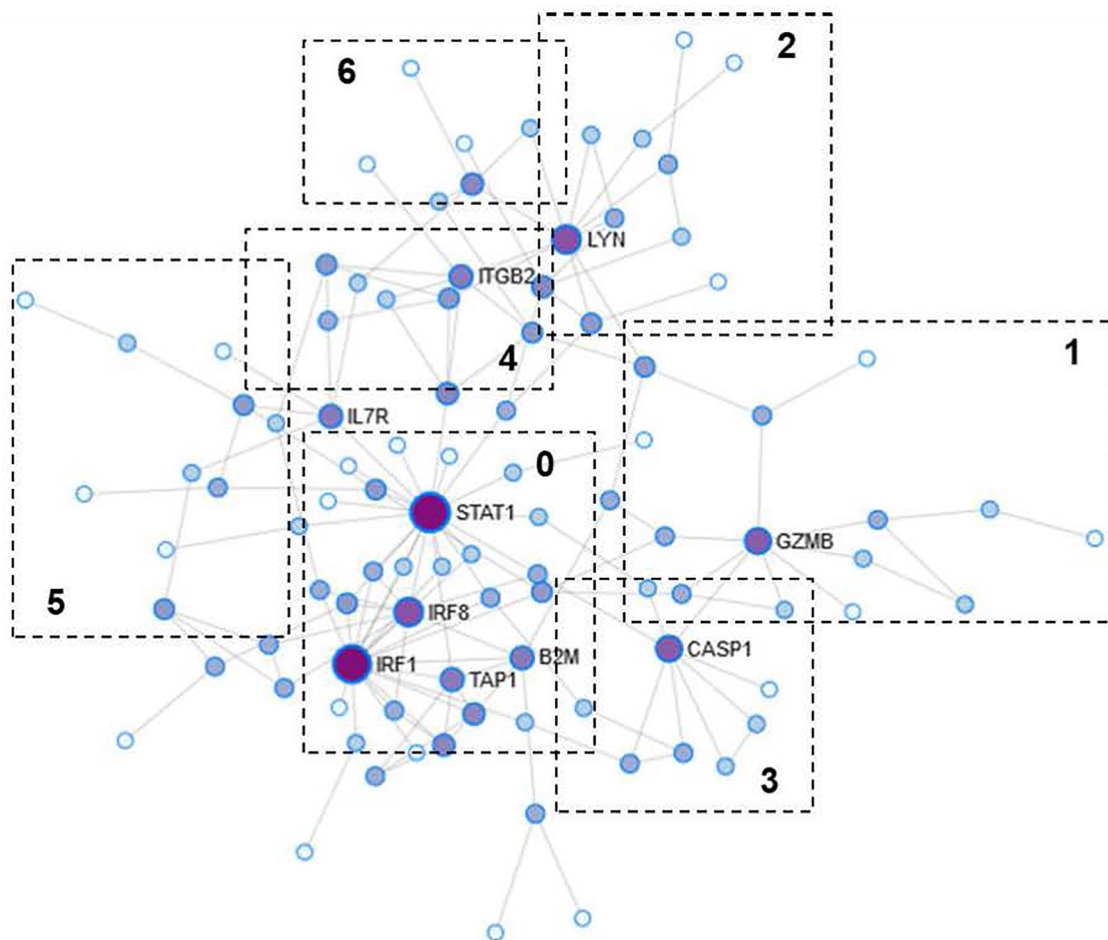 2
6
LYN
ITGB2
1
4
IL7R
0
STAT1
GZMB
5
IRF8
CASP1
B2M
IRF1
TAP1
3